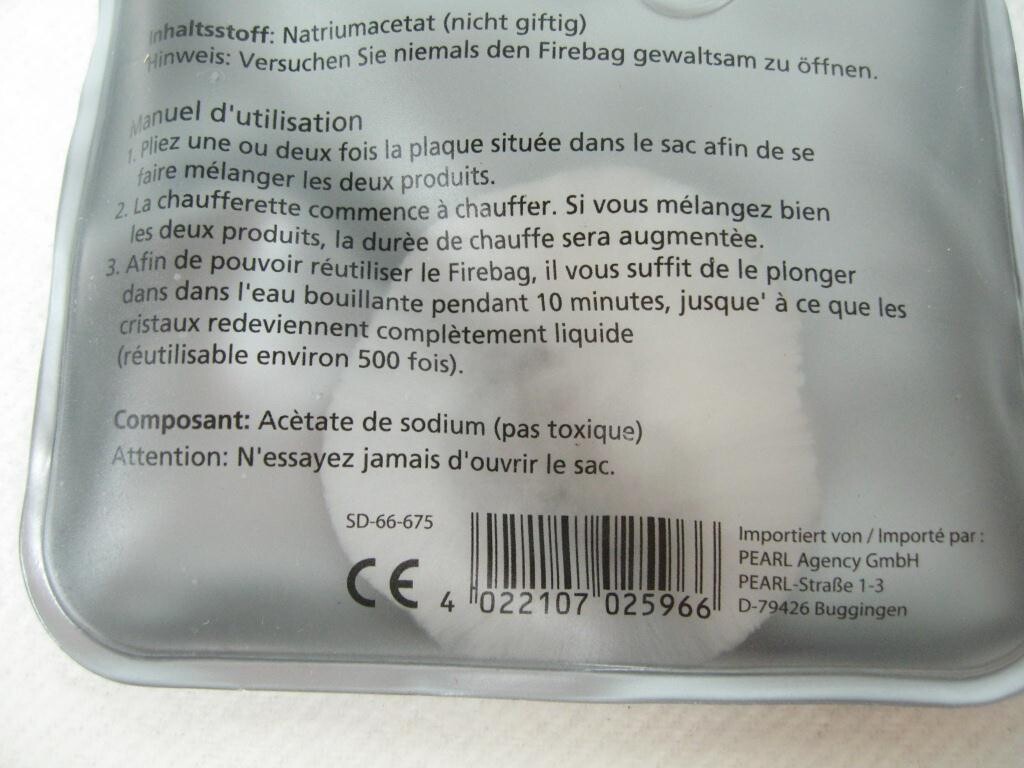 Inhaltsstoff: Natriumacetat (nicht giftig)
Hinweis: Versuchen Sie niemals den Firebag gewaltsam zu öffnen.
Manuel d'utilisation
1. Pliez une ou deux fois la plaque située dans le sac afin de se
faire mélanger les deux produits.
2. La chaufferette commence à chauffer. Si vous mélangez bien
les deux produits, la durèe de chauffe sera augmentèe.
3. Afin de pouvoir réutiliser le Firebag, il vous suffit de le plonger
dans dans l'eau bouillante pendant 10 minutes, jusque' à ce que les
cristaux redeviennent complètement liquide
(réutilisable environ 500 fois).
Composant: Acètate de sodium (pas toxique)
Attention: N'essayez jamais d'ouvrir le sac.
SD-66-675
CE
4 022107 025966
Importiert von / Importé par :
PEARL Agency GmbH
PEARL-Straße 1-3
D-79426 Buggingen